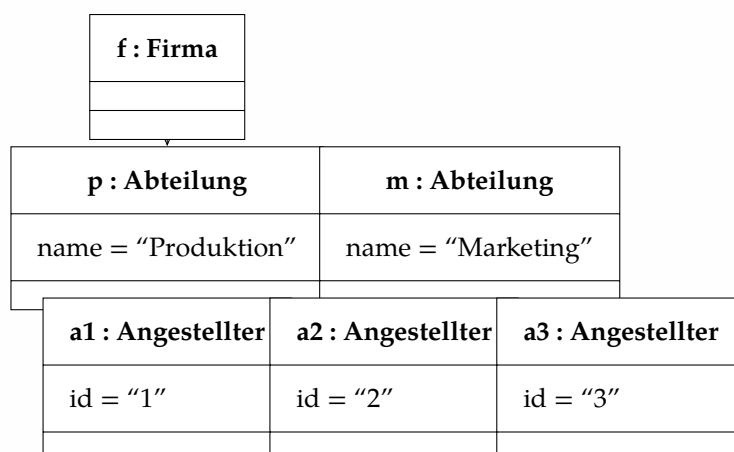 f : Firma
p : Abteilung m : Abteilung
name = “Produktion” name = “Marketing”
a1 : Angestellter a2 : Angestellter a3 : Angestellter
id = “1” id = “2” id = “3”